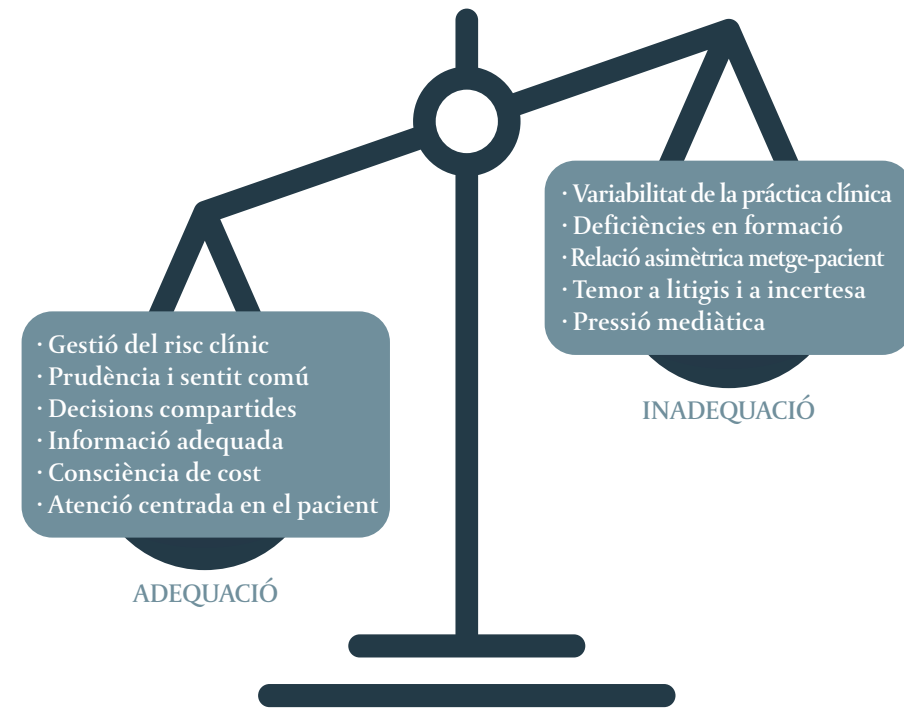 · Variabilitat de la práctica clínica
· Deficiències en formació
· Relació asimètrica metge-pacient
· Temor a litigis i a incertesa
· Pressió mediàtica
INADEQUACIÓ
· Gestió del risc clínic
· Prudència i sentit comú
· Decisions compartides
· Informació adequada
· Consciència de cost
· Atenció centrada en el pacient
ADEQUACIÓ